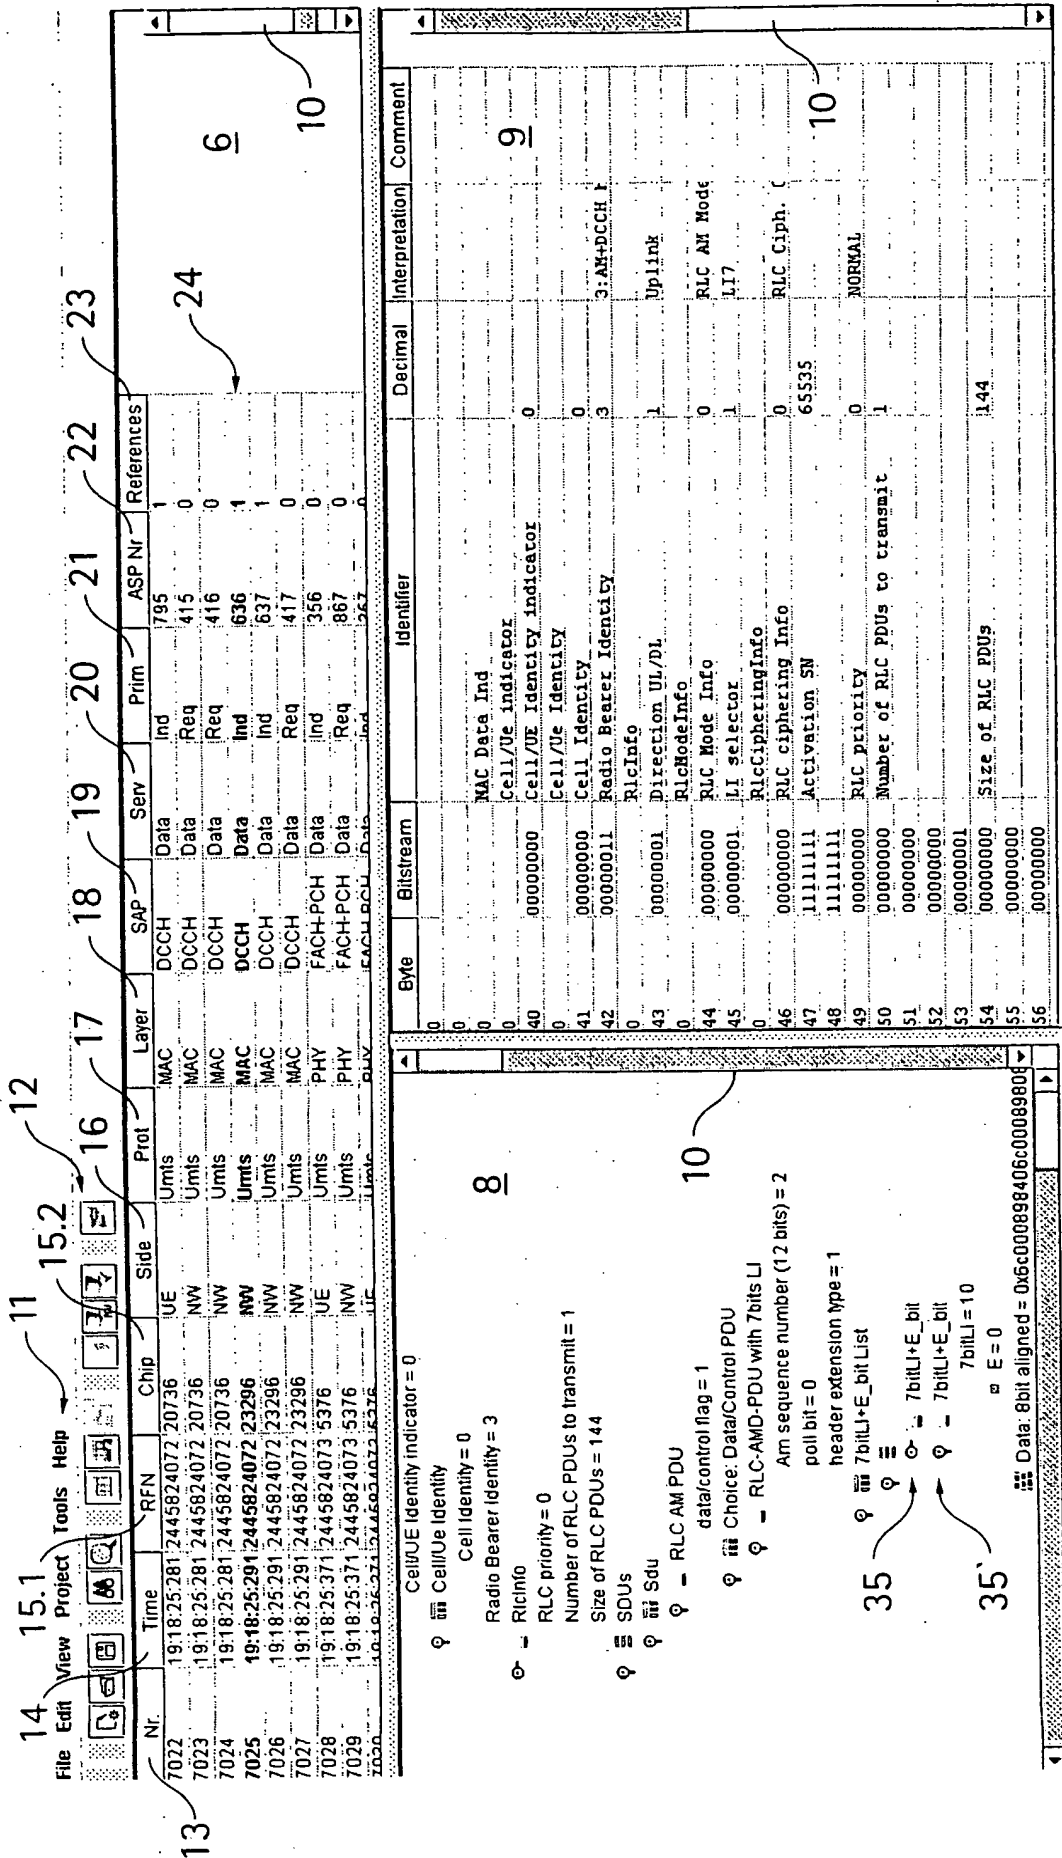 14 15.1 11 15.2 12 16 17 18 19 20 21 22 23
File Edit View Project Tools Help
13
Nr. Time RFN Chip Side Prot Layer SAP Serv Prim ASP Nr References
7022 19:18:25:281 2445824072 20736 UE Umts MAC DCCH Data Ind 795 1
7023 19:18:25:281 2445824072 20736 NW Umts MAC DCCH Data Req 415 0
7024 19:18:25:281 2445824072 20736 NW Umts MAC DCCH Data Req 416 0
7025 19:18:25:291 2445824072 23296 NW Umts MAC DCCH Data Ind 636 1
7026 19:18:25:291 2445824072 23296 NW Umts MAC DCCH Data Ind 637 1
7027 19:18:25:291 2445824072 23296 NW Umts MAC DCCH Data Req 417 0
7028 19:18:25:371 2445824073 5376 UE Umts PHY FACH-PCH Data Ind 356 0
7029 19:18:25:371 2445824073 5376 NW Umts PHY FACH-PCH Data Req 867 0
24
6
10
Cell/UE Identity indicator = 0
Cell/Ue Identity
Cell Identity = 0
Radio Bearer Identity = 3
RlcInfo
RLC priority = 0
Number of RLC PDUs to transmit = 1
Size of RLC PDUs = 144
SDUs
Sdu
RLC AM PDU
data/control flag = 1
Choice: Data/Control PDU
RLC-AMD-PDU with 7bits LI
Am sequence number (12 bits) = 2
poll bit = 0
header extension type = 1
7bitLI+E_bit List
7bitLI+E_bit
7bitLI+E_bit
7bitLI = 10
E = 0
Data: 8bit aligned = 0x6c000898406c00089808
8
10
35
35`
Byte Bitstream Identifier Decimal Interpretation Comment
0
0
0 MAC Data Ind
0 Cell/Ue indicator
40 00000000 Cell/UE Identity indicator 0
0 Cell/Ue Identity
41 00000000 Cell Identity 0
42 00000011 Radio Bearer Identity 3 3:AM+DCCH
0 RlcInfo
43 00000001 Direction UL/DL 1 Uplink
0 RlcModeInfo
44 00000000 RLC Mode Info 0 RLC AM Mode
45 00000001 LI selector 1 LI7
0 RlcCipheringInfo
46 00000000 RLC ciphering Info 0 RLC Ciph.
47 11111111 Activation SN 65535
48 11111111
49 00000000 RLC priority 0 NORMAL
50 00000000 Number of RLC PDUs to transmit 1
51 00000000
52 00000000
53 00000001
54 00000000 Size of RLC PDUs 144
55 00000000
56 00000000
9
10